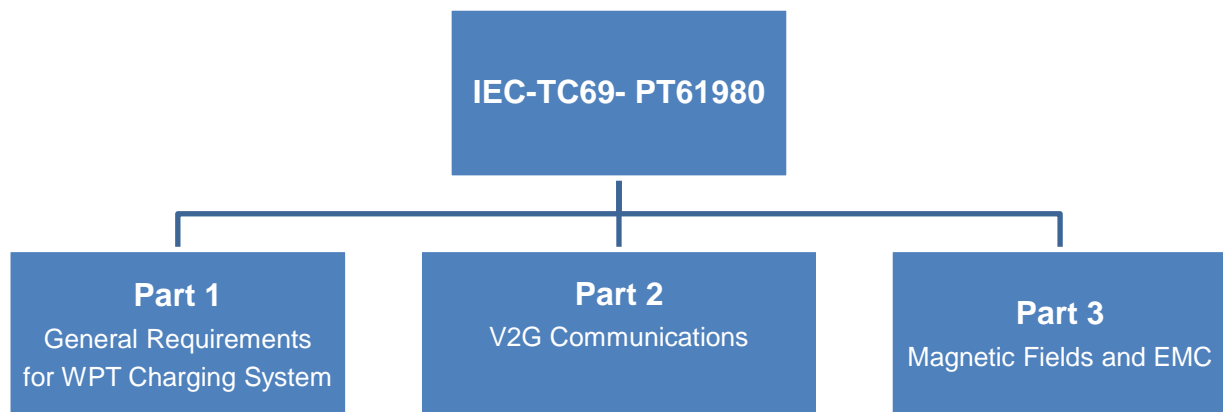 IEC-TC69- PT61980
Part 1
General Requirements
for WPT Charging System
Part 2
V2G Communications
Part 3
Magnetic Fields and EMC